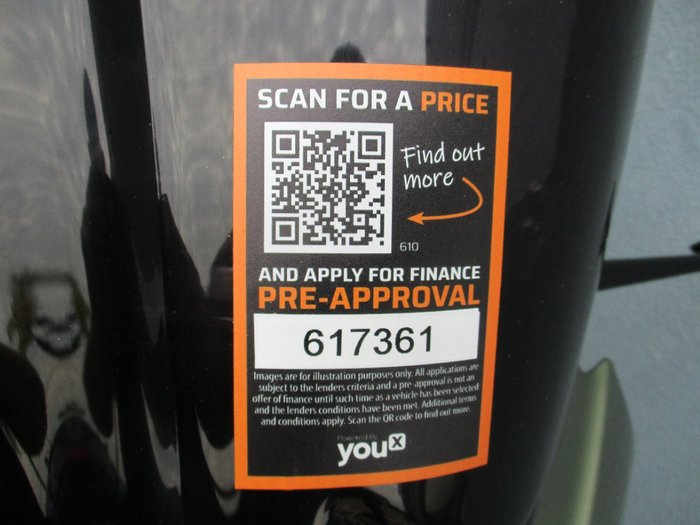 SCAN FOR A PRICE
Find out
more
610
AND APPLY FOR FINANCE
PRE-APPROVAL
617361
Images are for illustration purposes only. All applications are
subject to the lenders criteria and a pre-approval is not an
offer of finance until such time as a vehicle has been selected
and the lenders conditions have been met. Additional terms
and conditions apply. Scan the QR code to find out more.
Powered By
youX